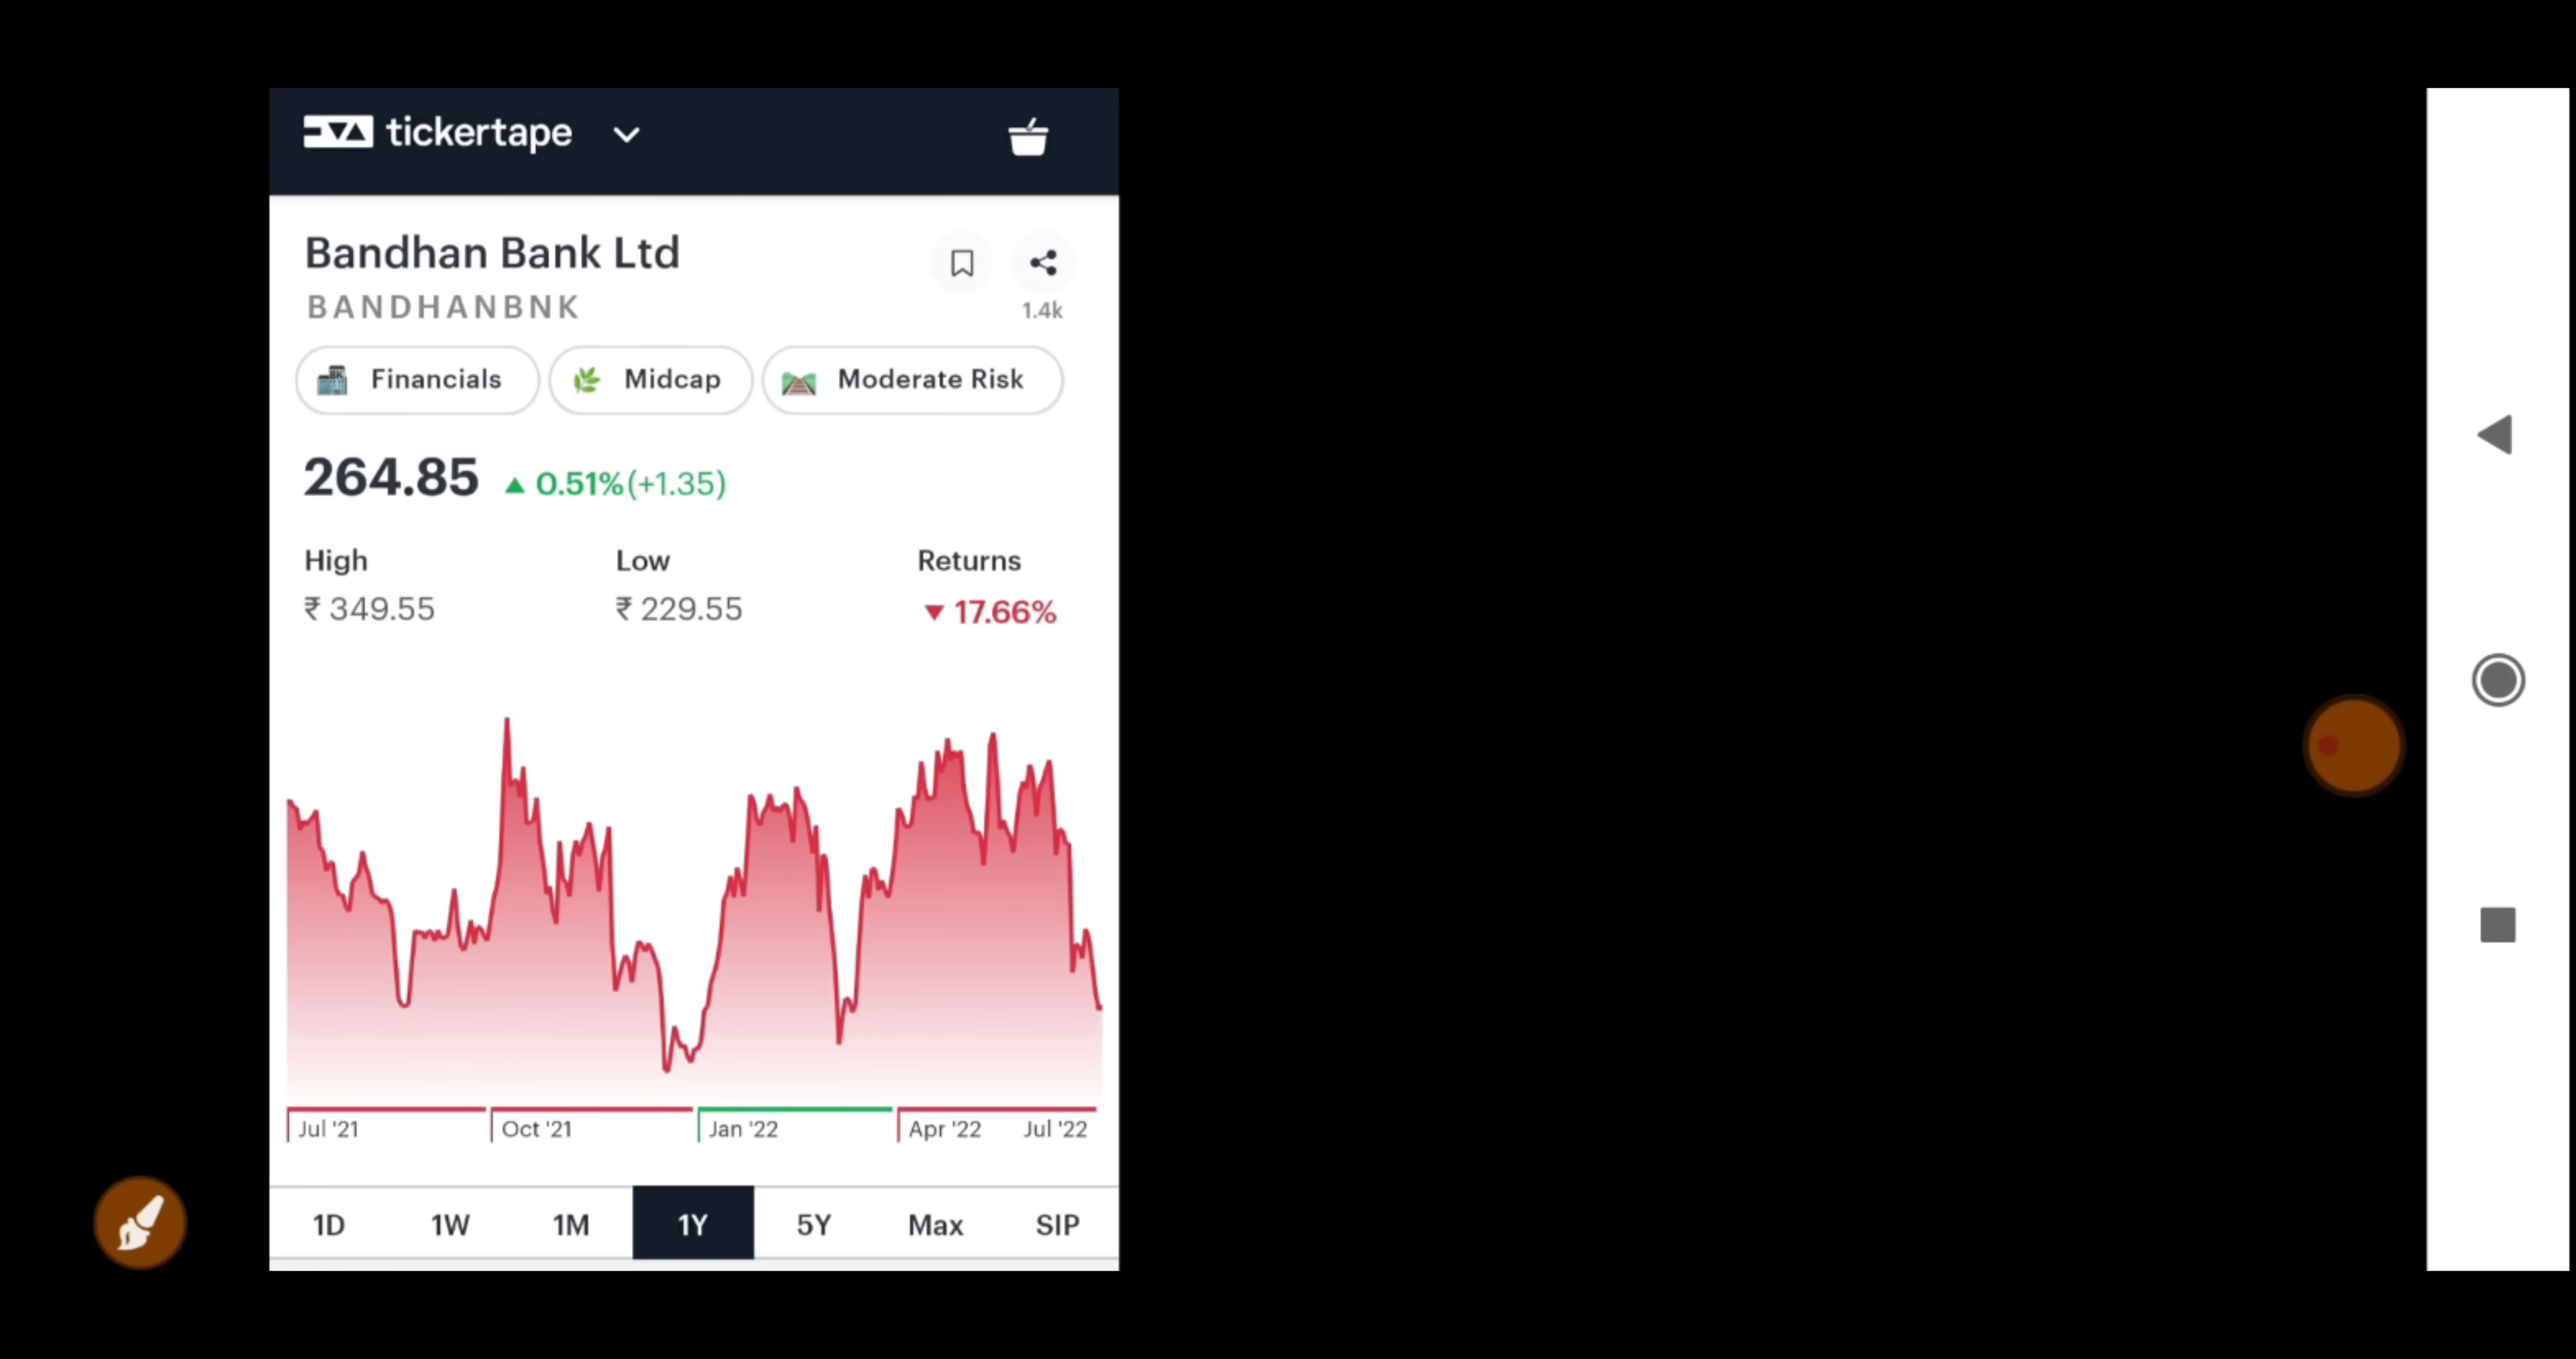 tickertape
Bandhan Bank Ltd
BANDHANBNK
1.4k
Financials Midcap Moderate Risk
264.85 ▲ 0.51% (+1.35)
High Low Returns
₹ 349.55 ₹ 229.55 ▼ 17.66%
Jul '21 Oct '21 Jan '22 Apr '22 Jul '22
1D 1W 1M 1Y 5Y Max SIP